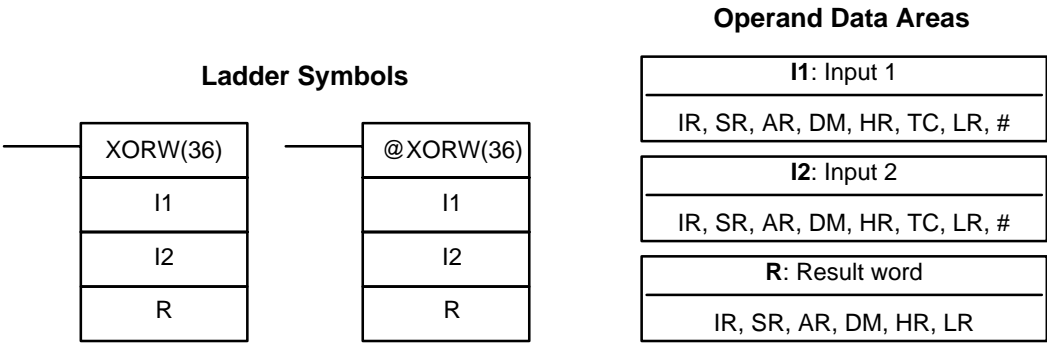 Operand Data Areas
Ladder Symbols
I1: Input 1
IR, SR, AR, DM, HR, TC, LR, #
XORW(36)
I1
I2
R
@XORW(36)
I1
I2
R
I2: Input 2
IR, SR, AR, DM, HR, TC, LR, #
R: Result word
IR, SR, AR, DM, HR, LR